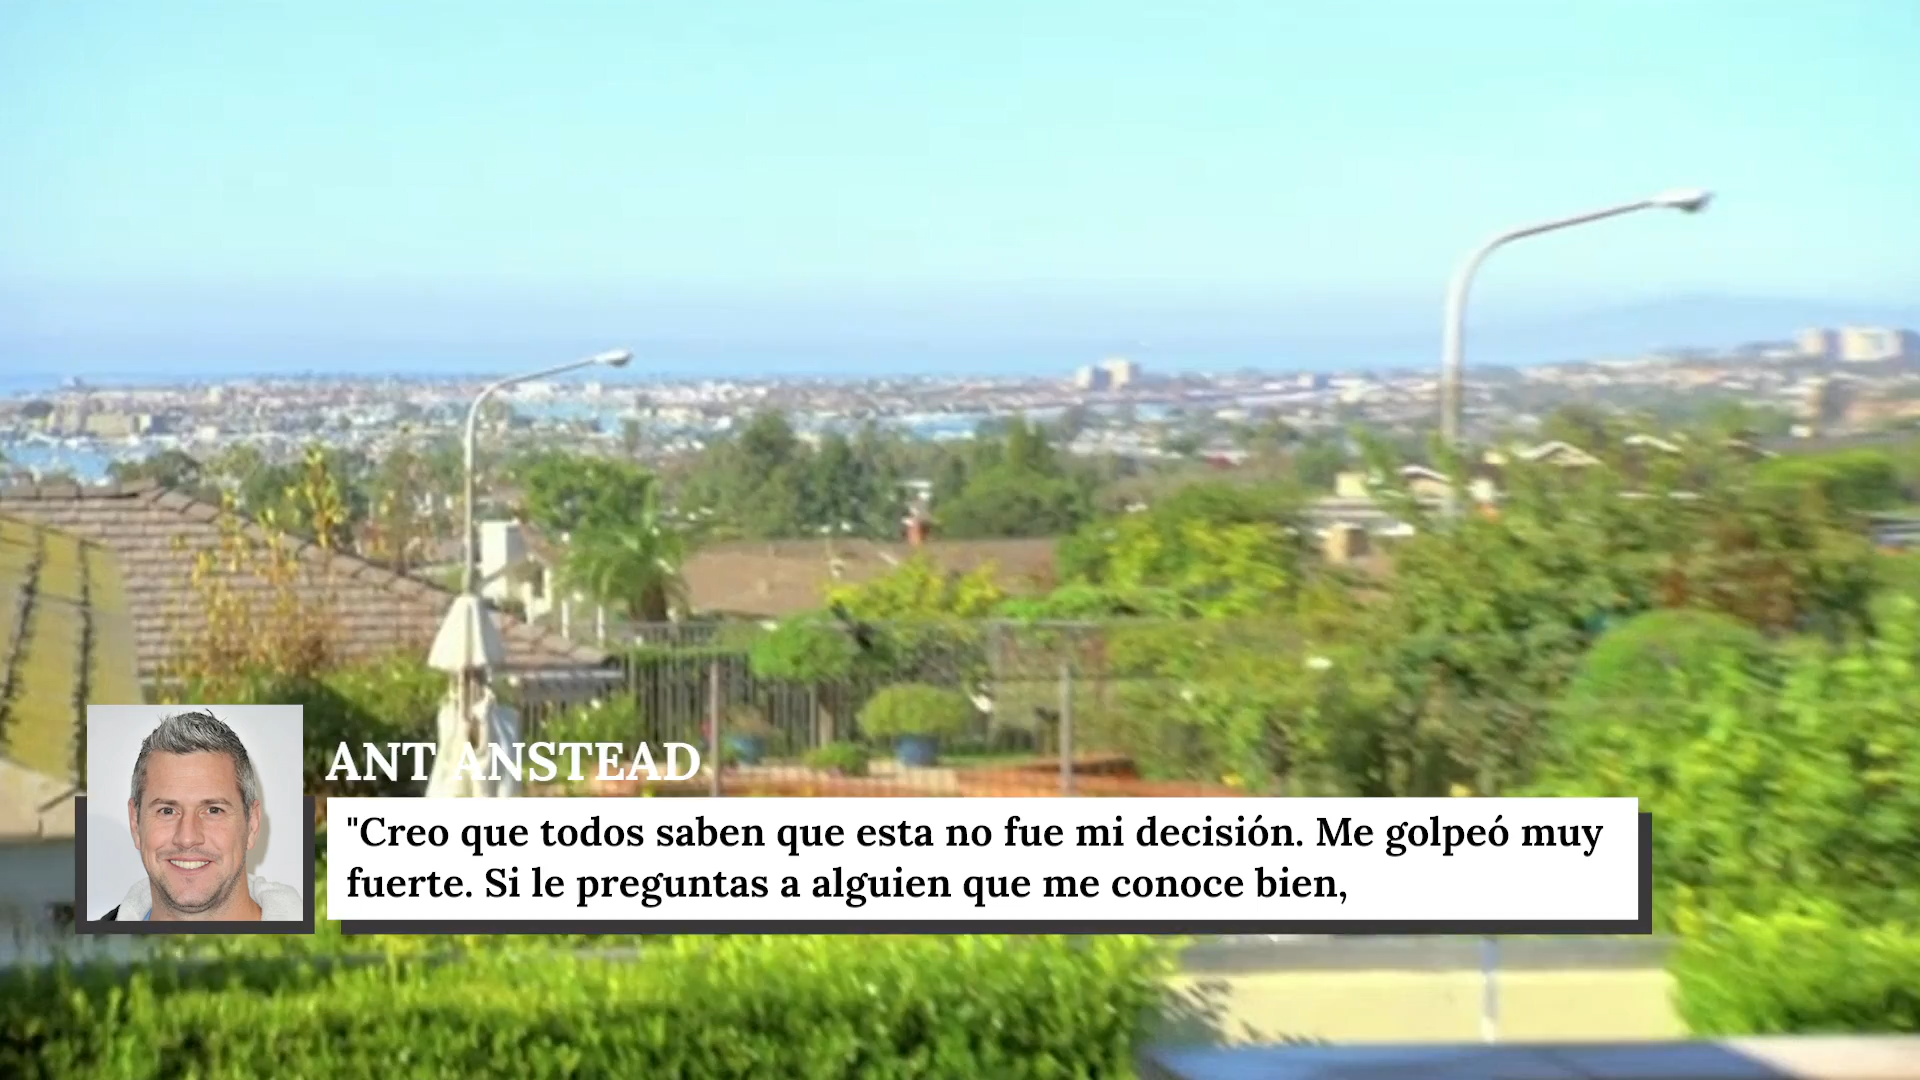 ANT ANSTEAD
"Creo que todos saben que esta no fue mi decisión. Me golpeó muy
fuerte. Si le preguntas a alguien que me conoce bien,